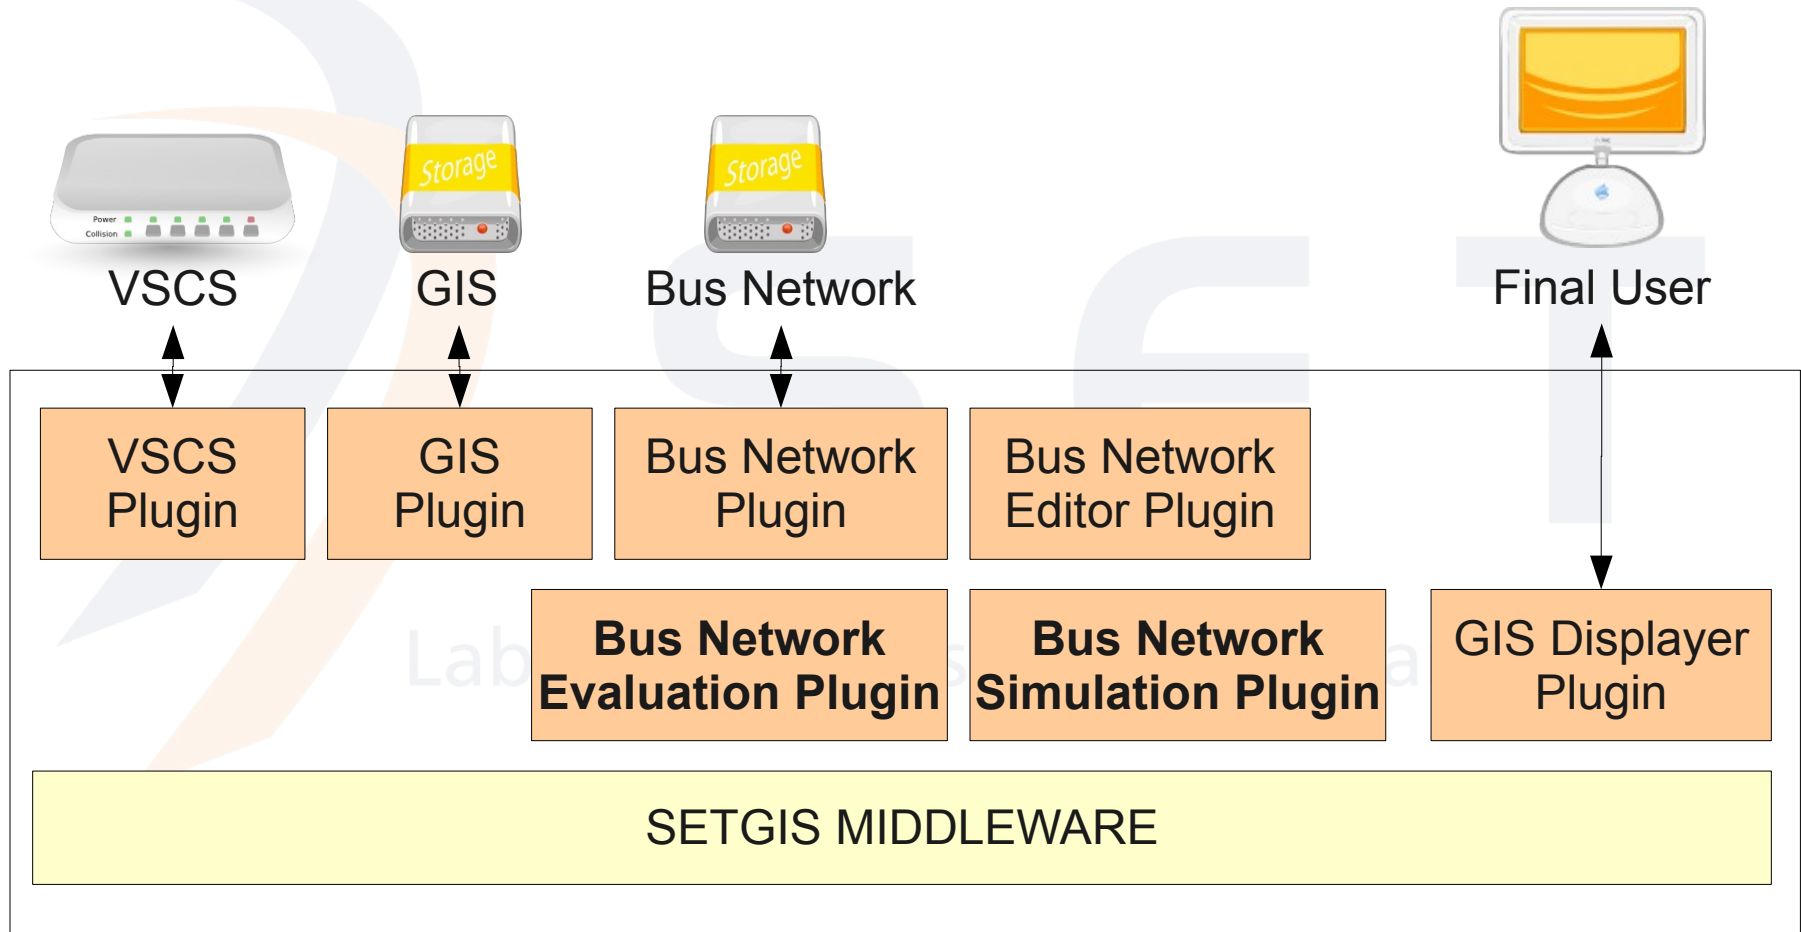 Storage
Storage
Power
Collision
VSCS
GIS
Bus Network
Final User
VSCS
Plugin
GIS
Plugin
Bus Network
Plugin
Bus Network
Editor Plugin
Bus Network
Evaluation Plugin
Bus Network
Simulation Plugin
GIS Displayer
Plugin
SETGIS MIDDLEWARE
S E T
Lab